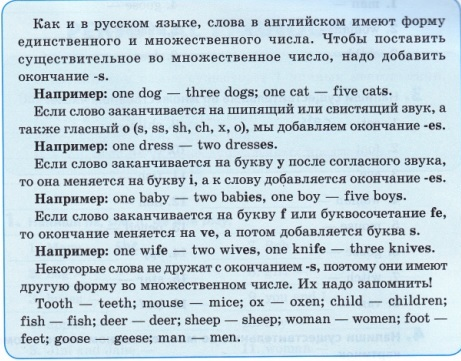 Как и в русском языке, слова в английском имеют форму
единственного и множественного числа. Чтобы поставить
существительное во множественное число, надо добавить
окончание -s.
Например: one dog — three dogs; one cat — five cats.
Если слово заканчивается на шипящий или свистящий звук, а
также гласный о (s, ss, sh, ch, x, o), мы добавляем окончание -es.
Например: one dress — two dresses.
Если слово заканчивается на букву y после согласного звука,
то она меняется на букву i, а к слову добавляется окончание -es.
Например: one baby — two babies, one boy — five boys.
Если слово заканчивается на букву f или буквосочетание fe,
то окончание меняется на ve, а потом добавляется буква s.
Например: one wife — two wives, one knife — three knives.
Некоторые слова не дружат с окончанием -s, поэтому они имеют
другую форму во множественном числе. Их надо запомнить!
Tooth — teeth; mouse — mice; ox — oxen; child — children;
fish — fish; deer — deer; sheep — sheep; woman — women; foot —
feet; goose — geese; man — men.